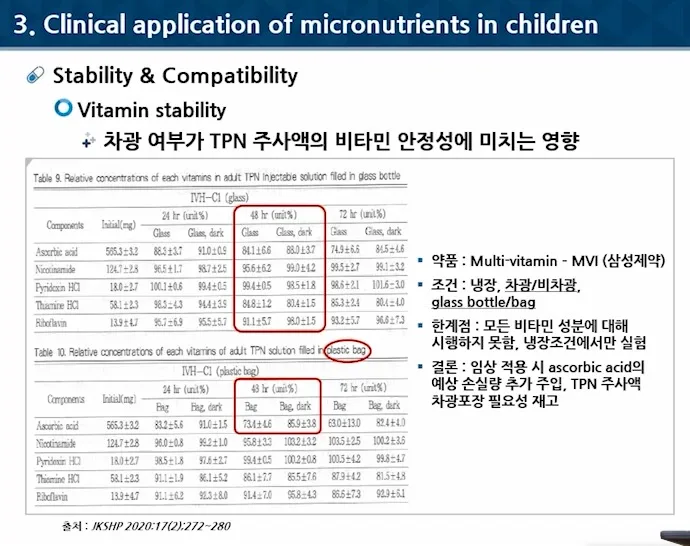 3. Clinical application of micronutrients in children
Stability & Compatibility
Vitamin stability
차광 여부가 TPN 주사액의 비타민 안정성에 미치는 영향
Table 9. Relative concentrations of each vitamins in adult TPN Injectable solution filled in glass bottle
IVH-C1 (glass)
Components Initial(mg) 24 hr (unit%) 48 hr (unit%) 72 hr (unit%)
Glass Glass, dark Glass Glass, dark Glass Glass, dark
Ascorbic acid 565.3±3.2 88.3±3.7 91.0±0.9 84.1±6.6 88.0±3.7 74.9±6.6 84.5±4.6
Nicotinamide 124.7±2.8 96.5±1.7 98.7±2.5 95.6±6.2 99.0±4.2 99.5±2.7 99.1±3.2
Pyridoxin HCl 18.0±2.7 100.1±0.6 99.4±0.5 99.4±0.5 98.5±1.8 98.6±2.1 101.6±3.0
Thiamine HCl 58.1±2.3 98.3±4.3 94.4±3.9 84.8±1.2 80.4±1.5 85.3±2.4 80.4±4.0
Riboflavin 13.9±4.7 95.7±6.9 95.5±5.7 91.1±5.7 98.0±1.5 93.2±5.7 96.6±7.3
Table 10. Relative concentrations of each vitamins of adult TPN solution filled in plastic bag
IVH-C1 (plastic bag)
Components Initial(mg) 24 hr (unit%) 48 hr (unit%) 72 hr (unit%)
Bag Bag, dark Bag Bag, dark Bag Bag, dark
Ascorbic acid 565.3±3.2 83.2±5.6 91.0±1.5 73.4±4.6 85.9±3.8 63.0±13.0 82.4±4.0
Nicotinamide 124.7±2.8 96.0±0.8 99.2±1.0 95.8±3.3 103.2±3.2 103.5±2.5 100.2±3.6
Pyridoxin HCl 18.0±2.7 98.5±1.8 97.6±2.7 99.4±0.5 100.2±0.8 103.5±4.2 99.8±4.7
Thiamine HCl 58.1±2.3 91.1±1.9 86.1±5.2 86.1±7.7 85.5±7.6 87.9±4.2 81.5±4.8
Riboflavin 13.9±4.7 91.1±6.2 92.3±8.0 91.4±7.0 95.8±4.3 86.6±7.3 92.9±6.1
약품 : Multi-vitamin - MVI (삼성제약)
조건 : 냉장, 차광/비차광,
glass bottle/bag
한계점 : 모든 비타민 성분에 대해
시행하지 못함, 냉장조건에서만 실험
결론 : 임상 적용 시 ascorbic acid의
예상 손실량 추가 주입, TPN 주사액
차광포장 필요성 재고
출처 : JKSHP 2020:17(2):272~280